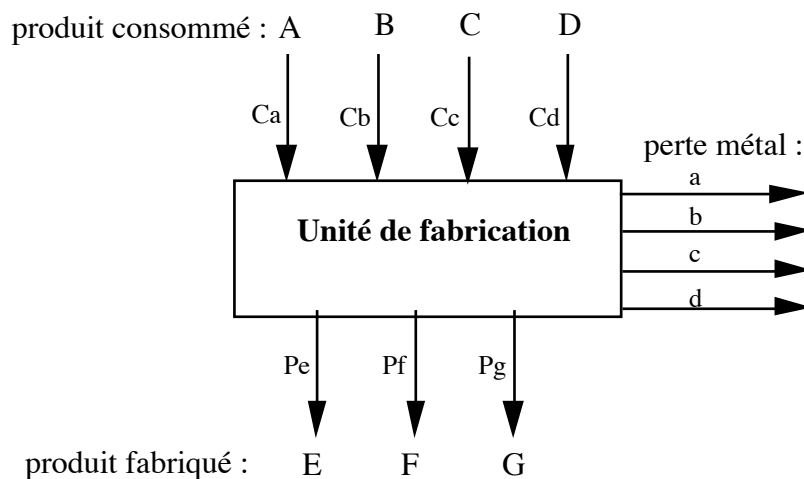 produit consommé : A B C D
Ca Cb Cc Cd
perte métal :
a
Unité de fabrication
b
c
d
Pe Pf Pg
produit fabriqué : E F G